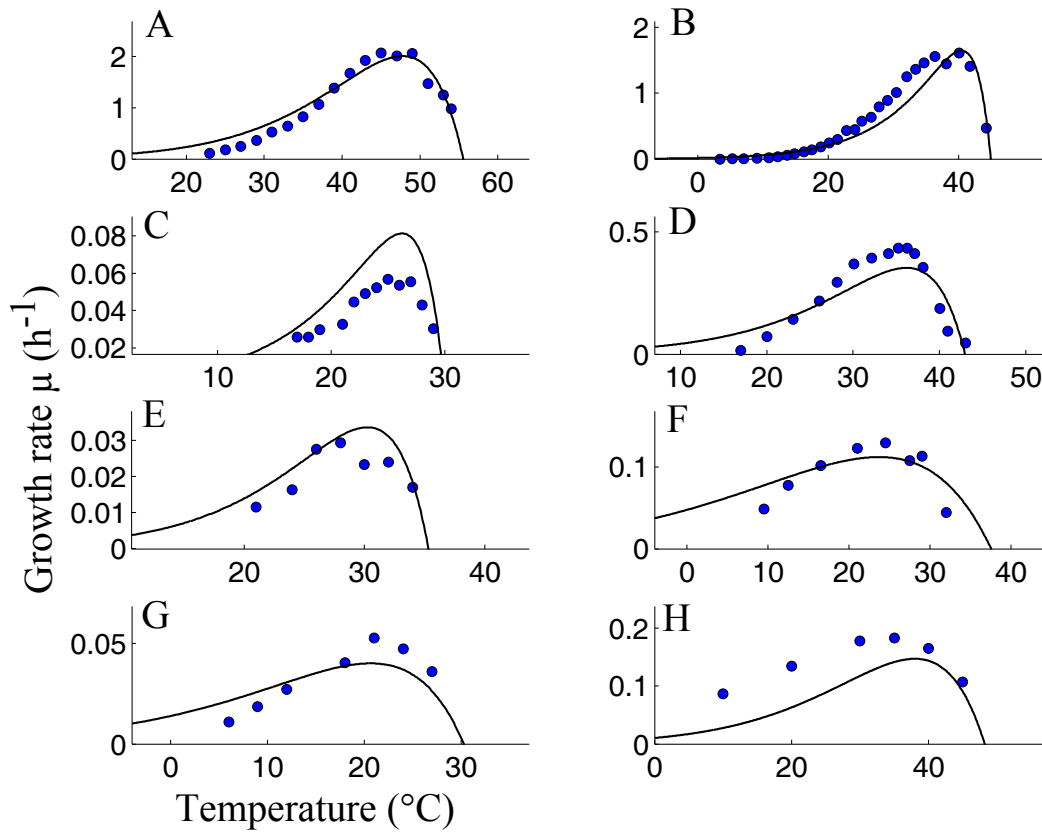 A
2
1
0
20 30 40 50 60
B
2
1
0
0 20 40
C
0.08
0.06
0.04
0.02
10 20 30
D
0.5
0
10 20 30 40 50
E
0.03
0.02
0.01
0
20 30 40
F
0.1
0
0 10 20 30 40
G
0.05
0
0 10 20 30
H
0.2
0.1
0
0 20 40
Growth rate μ (h⁻¹)
Temperature (°C)